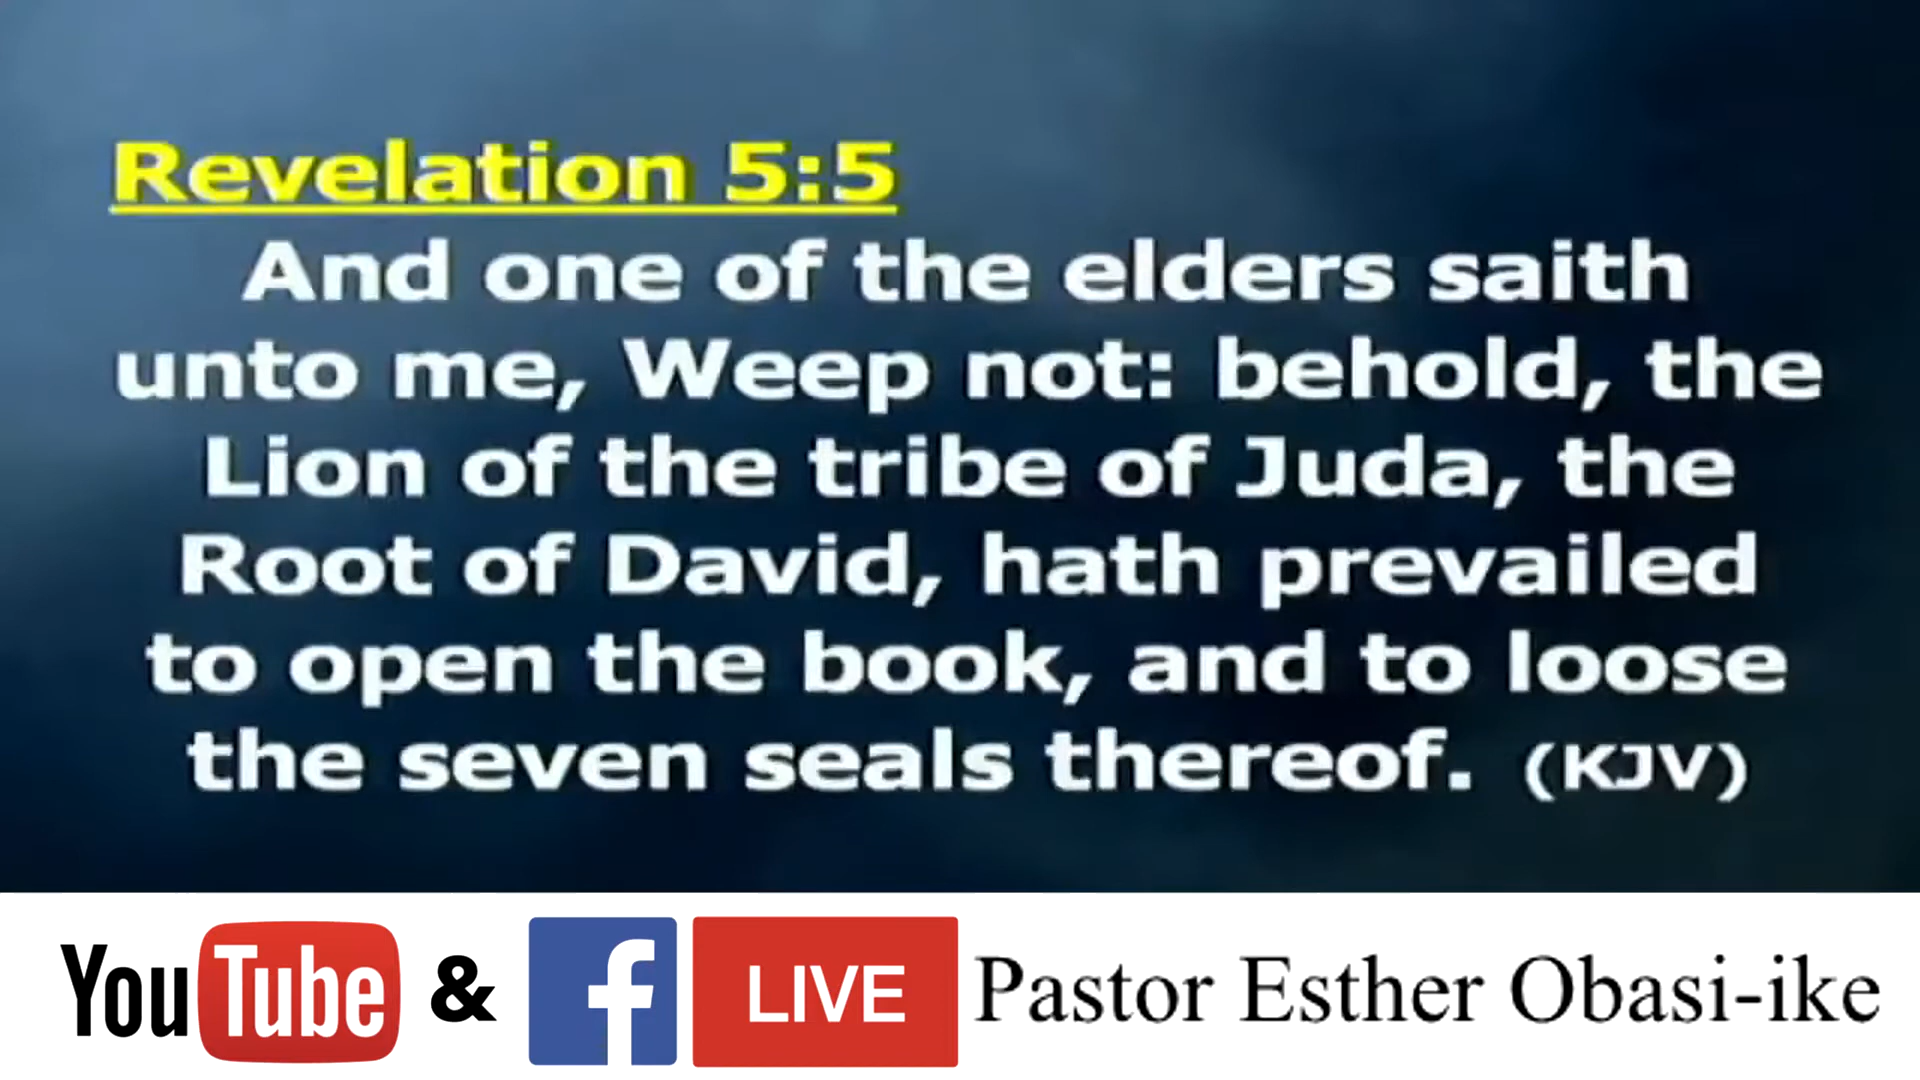 Revelation 5:5
And one of the elders saith
unto me, Weep not: behold, the
Lion of the tribe of Juda, the
Root of David, hath prevailed
to open the book, and to loose
the seven seals thereof. (KJV)
YouTube & f LIVE Pastor Esther Obasi-ike